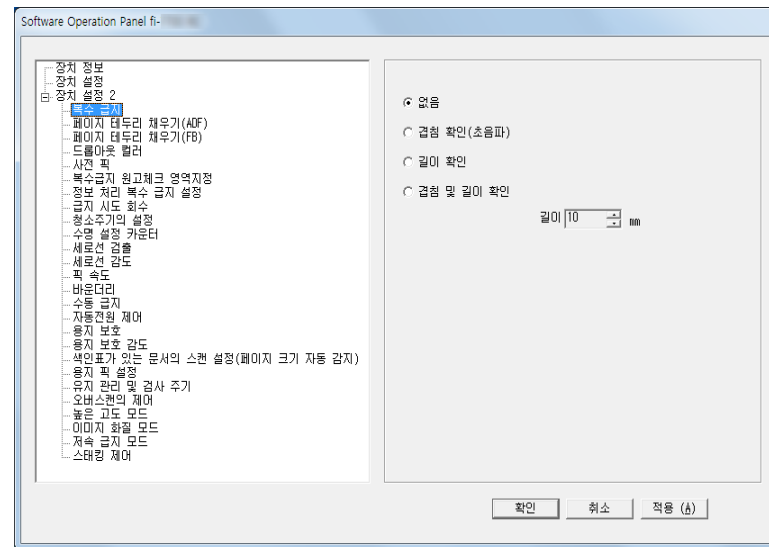 Software Operation Panel fi-
장치 정보
장치 설정
장치 설정 2
복수 급지
페이지 테두리 채우기(ADF)
페이지 테두리 채우기(FB)
드롭아웃 컬러
사전 픽
복수급지 원고체크 영역지정
정보 처리 복수 급지 설정
급지 시도 회수
청소주기의 설정
수명 설정 카운터
세로선 검출
세로선 감도
픽 속도
바운더리
수동 급지
자동전원 제어
용지 보호
용지 보호 감도
색인표가 있는 문서의 스캔 설정(페이지 크기 자동 감지)
용지 픽 설정
유지 관리 및 검사 주기
오버스캔의 제어
높은 고도 모드
이미지 화질 모드
저속 급지 모드
스태킹 제어
없음
겹침 확인(초음파)
길이 확인
겹침 및 길이 확인
길이 10 mm
확인 취소 적용 (A)